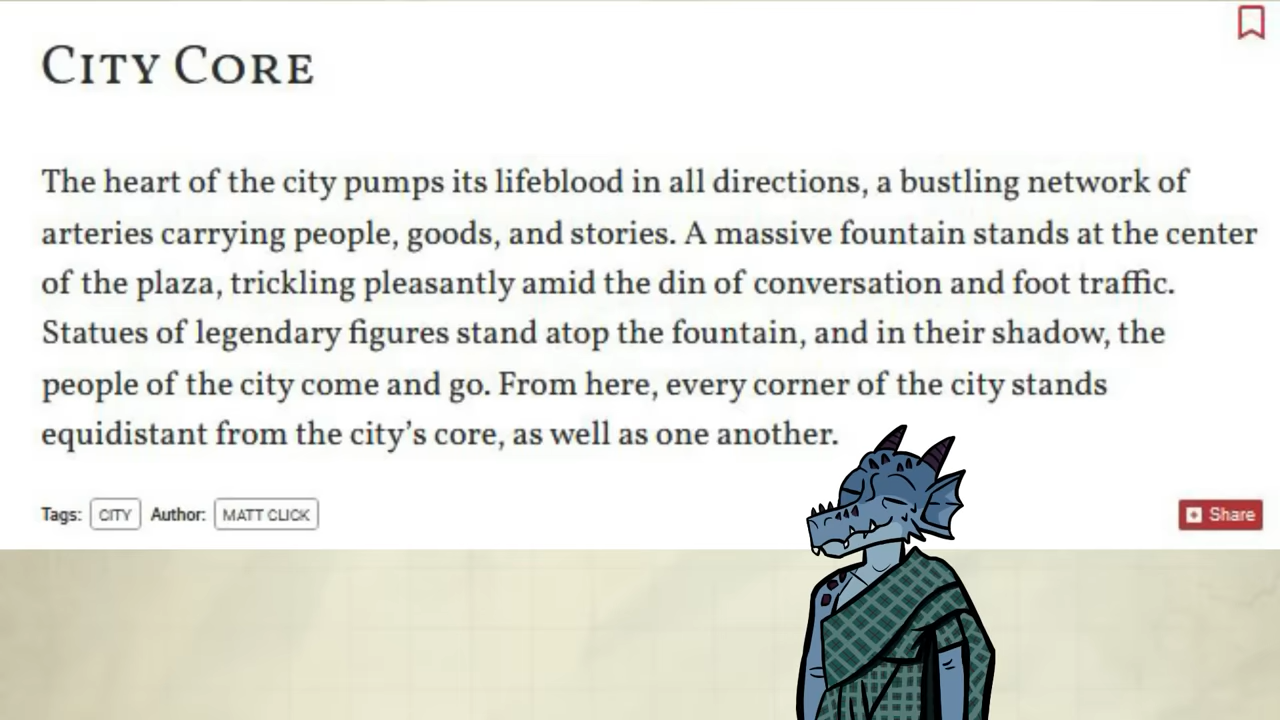 City Core
The heart of the city pumps its lifeblood in all directions, a bustling network of
arteries carrying people, goods, and stories. A massive fountain stands at the center
of the plaza, trickling pleasantly amid the din of conversation and foot traffic.
Statues of legendary figures stand atop the fountain, and in their shadow, the
people of the city come and go. From here, every corner of the city stands
equidistant from the city’s core, as well as one another.
Tags: CITY Author: MATT CLICK Share